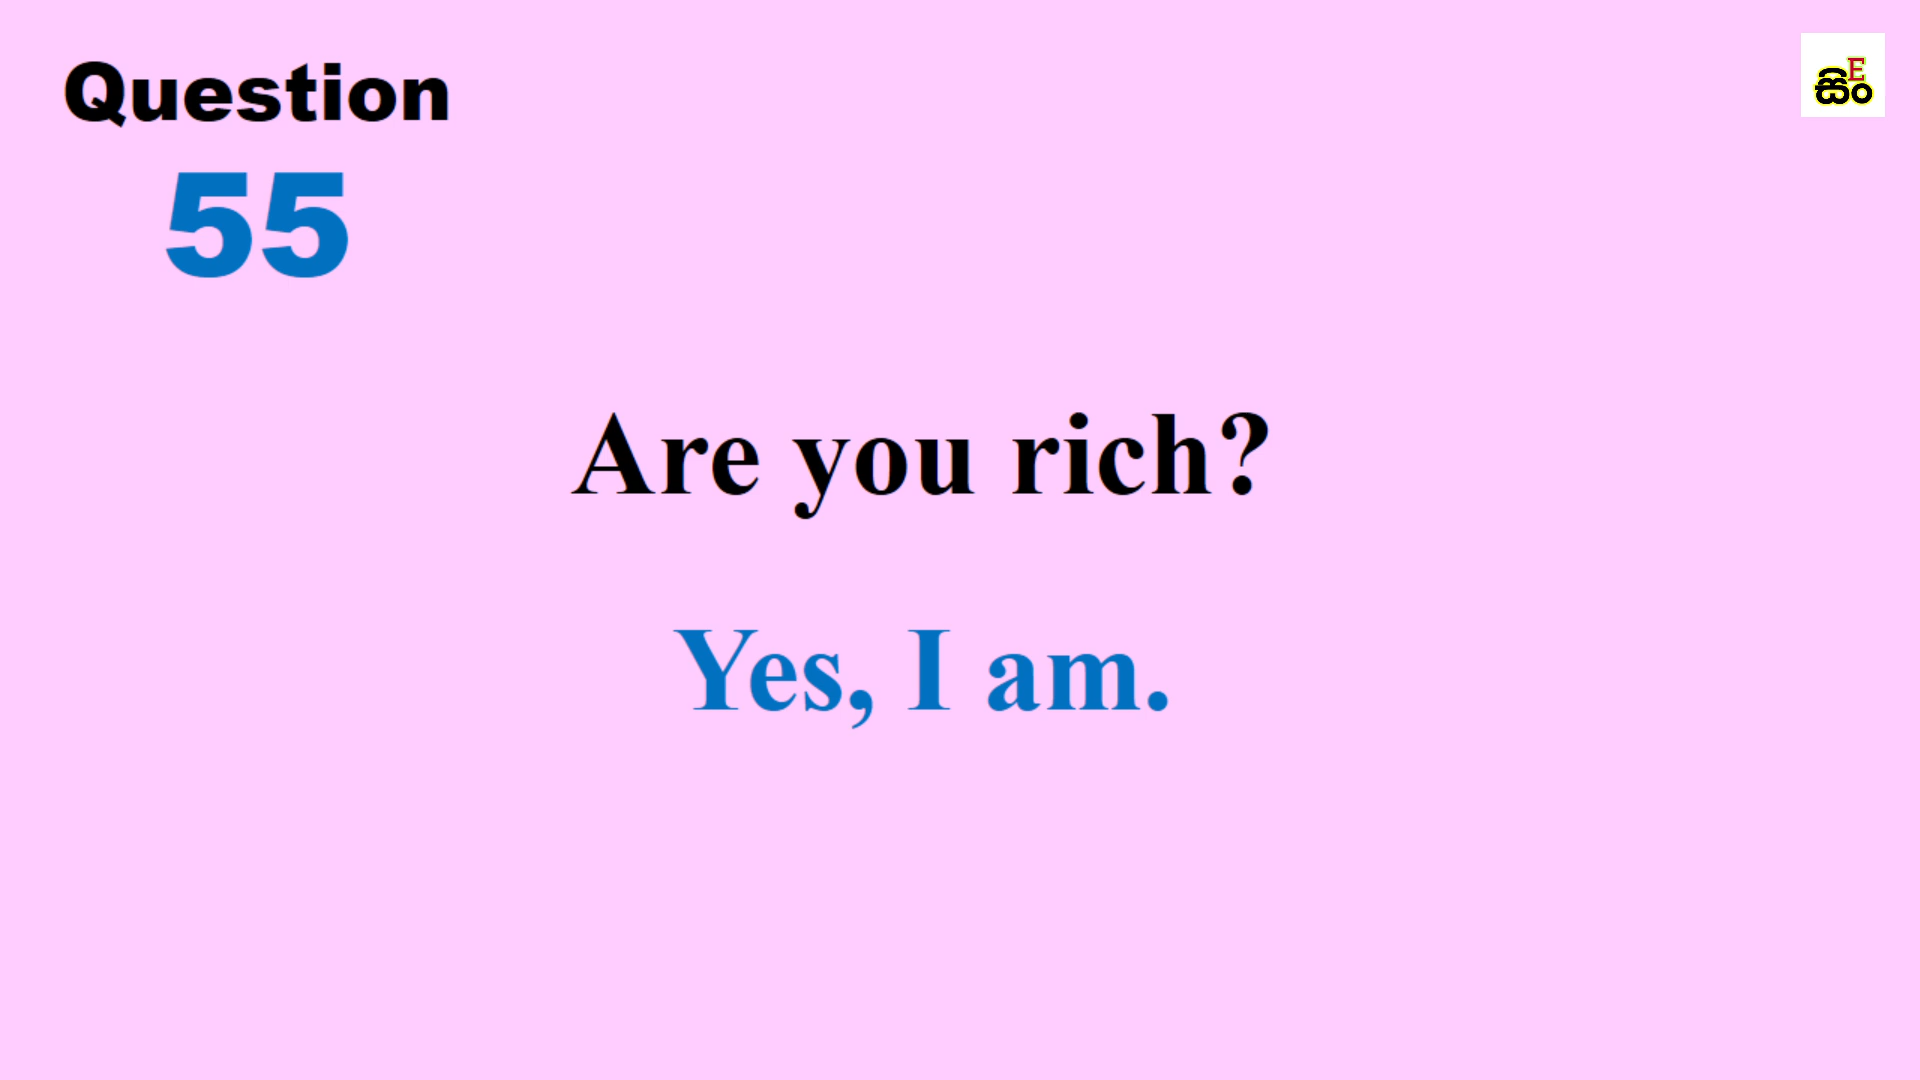 Question
55
E
සිං
Are you rich?
Yes, I am.